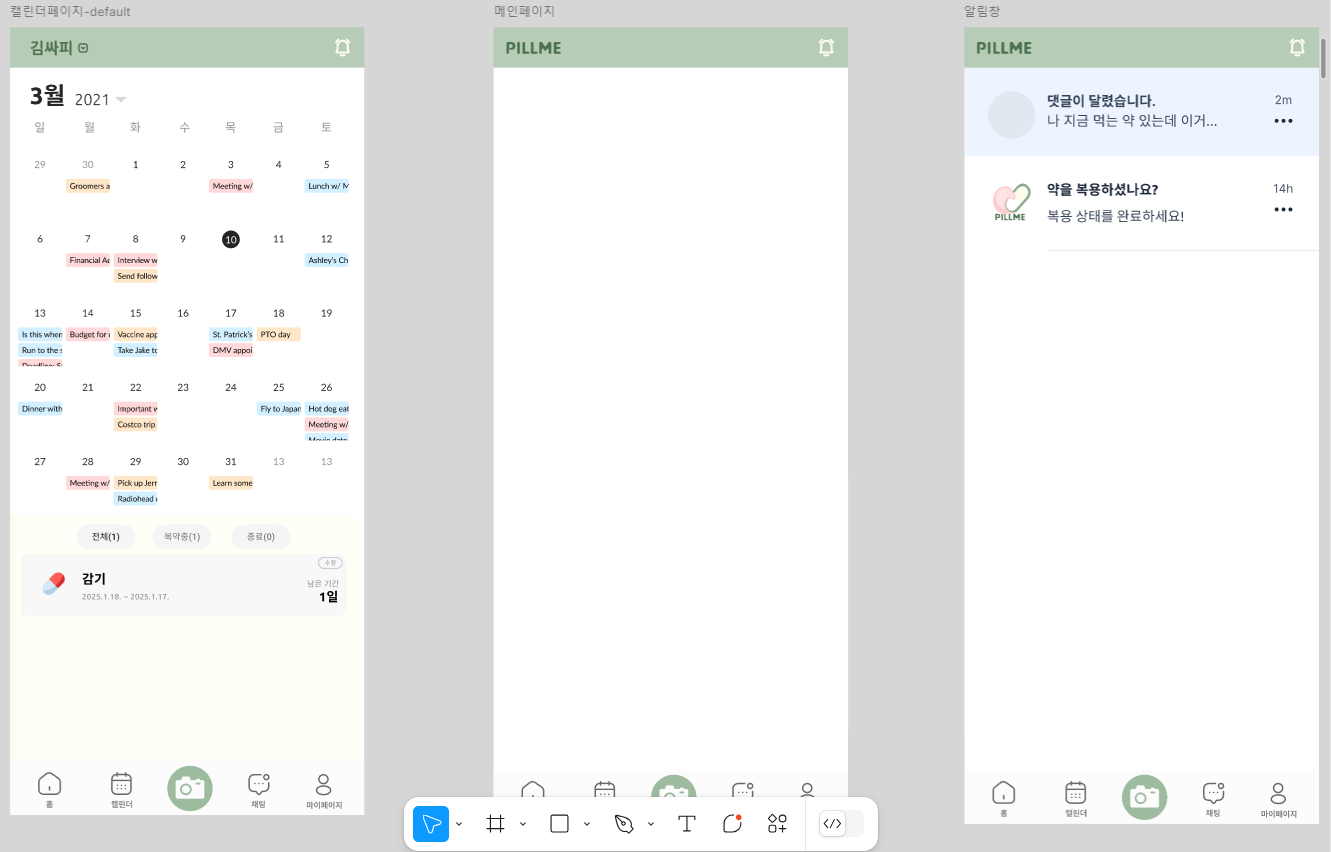 캘린더페이지-default
김싸피
3월 2021
일 월 화 수 목 금 토
29 30 1 2 3 4 5
Groomers a Meeting w/ Lunch w/ M
6 7 8 9 10 11 12
Financial Ad Interview w Ashley's Ch
Send follow
13 14 15 16 17 18 19
Is this when Budget for Vaccine app St. Patrick's PTO day
Run to the s Take Jake to DMV appoi
20 21 22 23 24 25 26
Dinner with Important w Fly to Japan Hot dog eat
Costco trip Meeting w/
Movie date
27 28 29 30 31 13 13
Meeting w/ Pick up Jerr Learn some
Radiohead
전체(1) 복약중(1) 종료(0)
수정
감기
2025.1.18. ~ 2025.1.17.
남은 기간
1일
홈 캘린더 채팅 마이페이지
메인페이지
PILLME
알림창
PILLME
댓글이 달렸습니다. 2m
나 지금 먹는 약 있는데 이거...
약을 복용하셨나요? 14h
PILLME
복용 상태를 완료하세요!
홈 캘린더 채팅 마이페이지